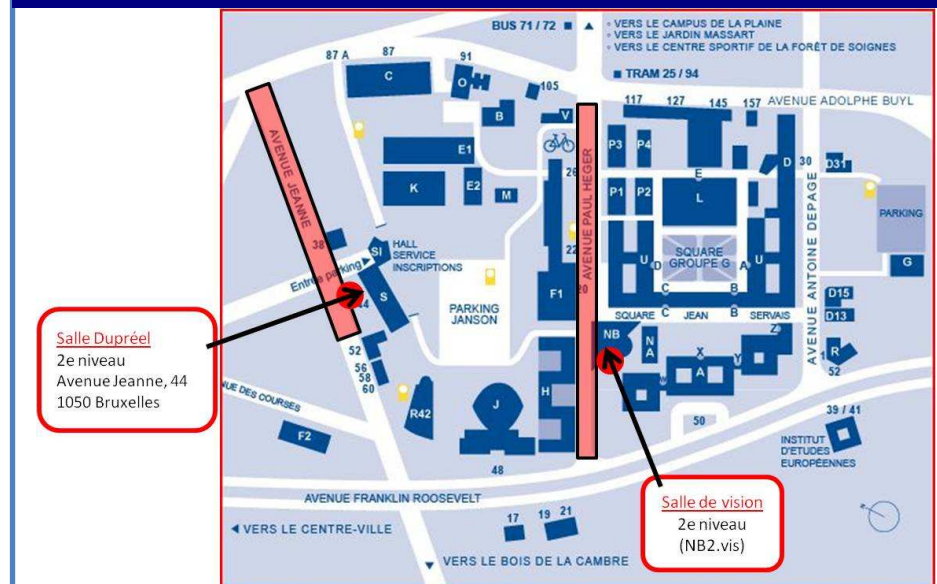 BUS 71 / 72
VERS LE CAMPUS DE LA PLAINE
VERS LE JARDIN MASSART
VERS LE CENTRE SPORTIF DE LA FORÊT DE SOIGNES
TRAM 25 / 94
87 A
87
91
105
117
127
145
157
AVENUE ADOLPHE BUYL
C
O
B
V
P3
P4
D
30
D31
E1
E
K
E2
M
P1
P2
L
PARKING
AVENUE JEANNE
AVENUE PAUL HEGER
AVENUE ANTOINE DEPAGE
38
SI
HALL
SERVICE
INSCRIPTIONS
Entrée parking
S
22
U
D
SQUARE
GROUPE G
A
U
G
PARKING
JANSON
F1
20
C
B
D15
SQUARE
C
JEAN
B
SERVAIS
D13
Z
Salle Dupréel
2e niveau
Avenue Jeanne, 44
1050 Bruxelles
44
52
56
58
60
NB
NA
X
Y
A
W
R
52
R42
J
H
50
39 / 41
F2
INSTITUT
D'ETUDES
EUROPÉENNES
48
AVENUE FRANKLIN ROOSEVELT
Salle de vision
2e niveau
(NB2.vis)
VERS LE CENTRE-VILLE
17
19
21
VERS LE BOIS DE LA CAMBRE